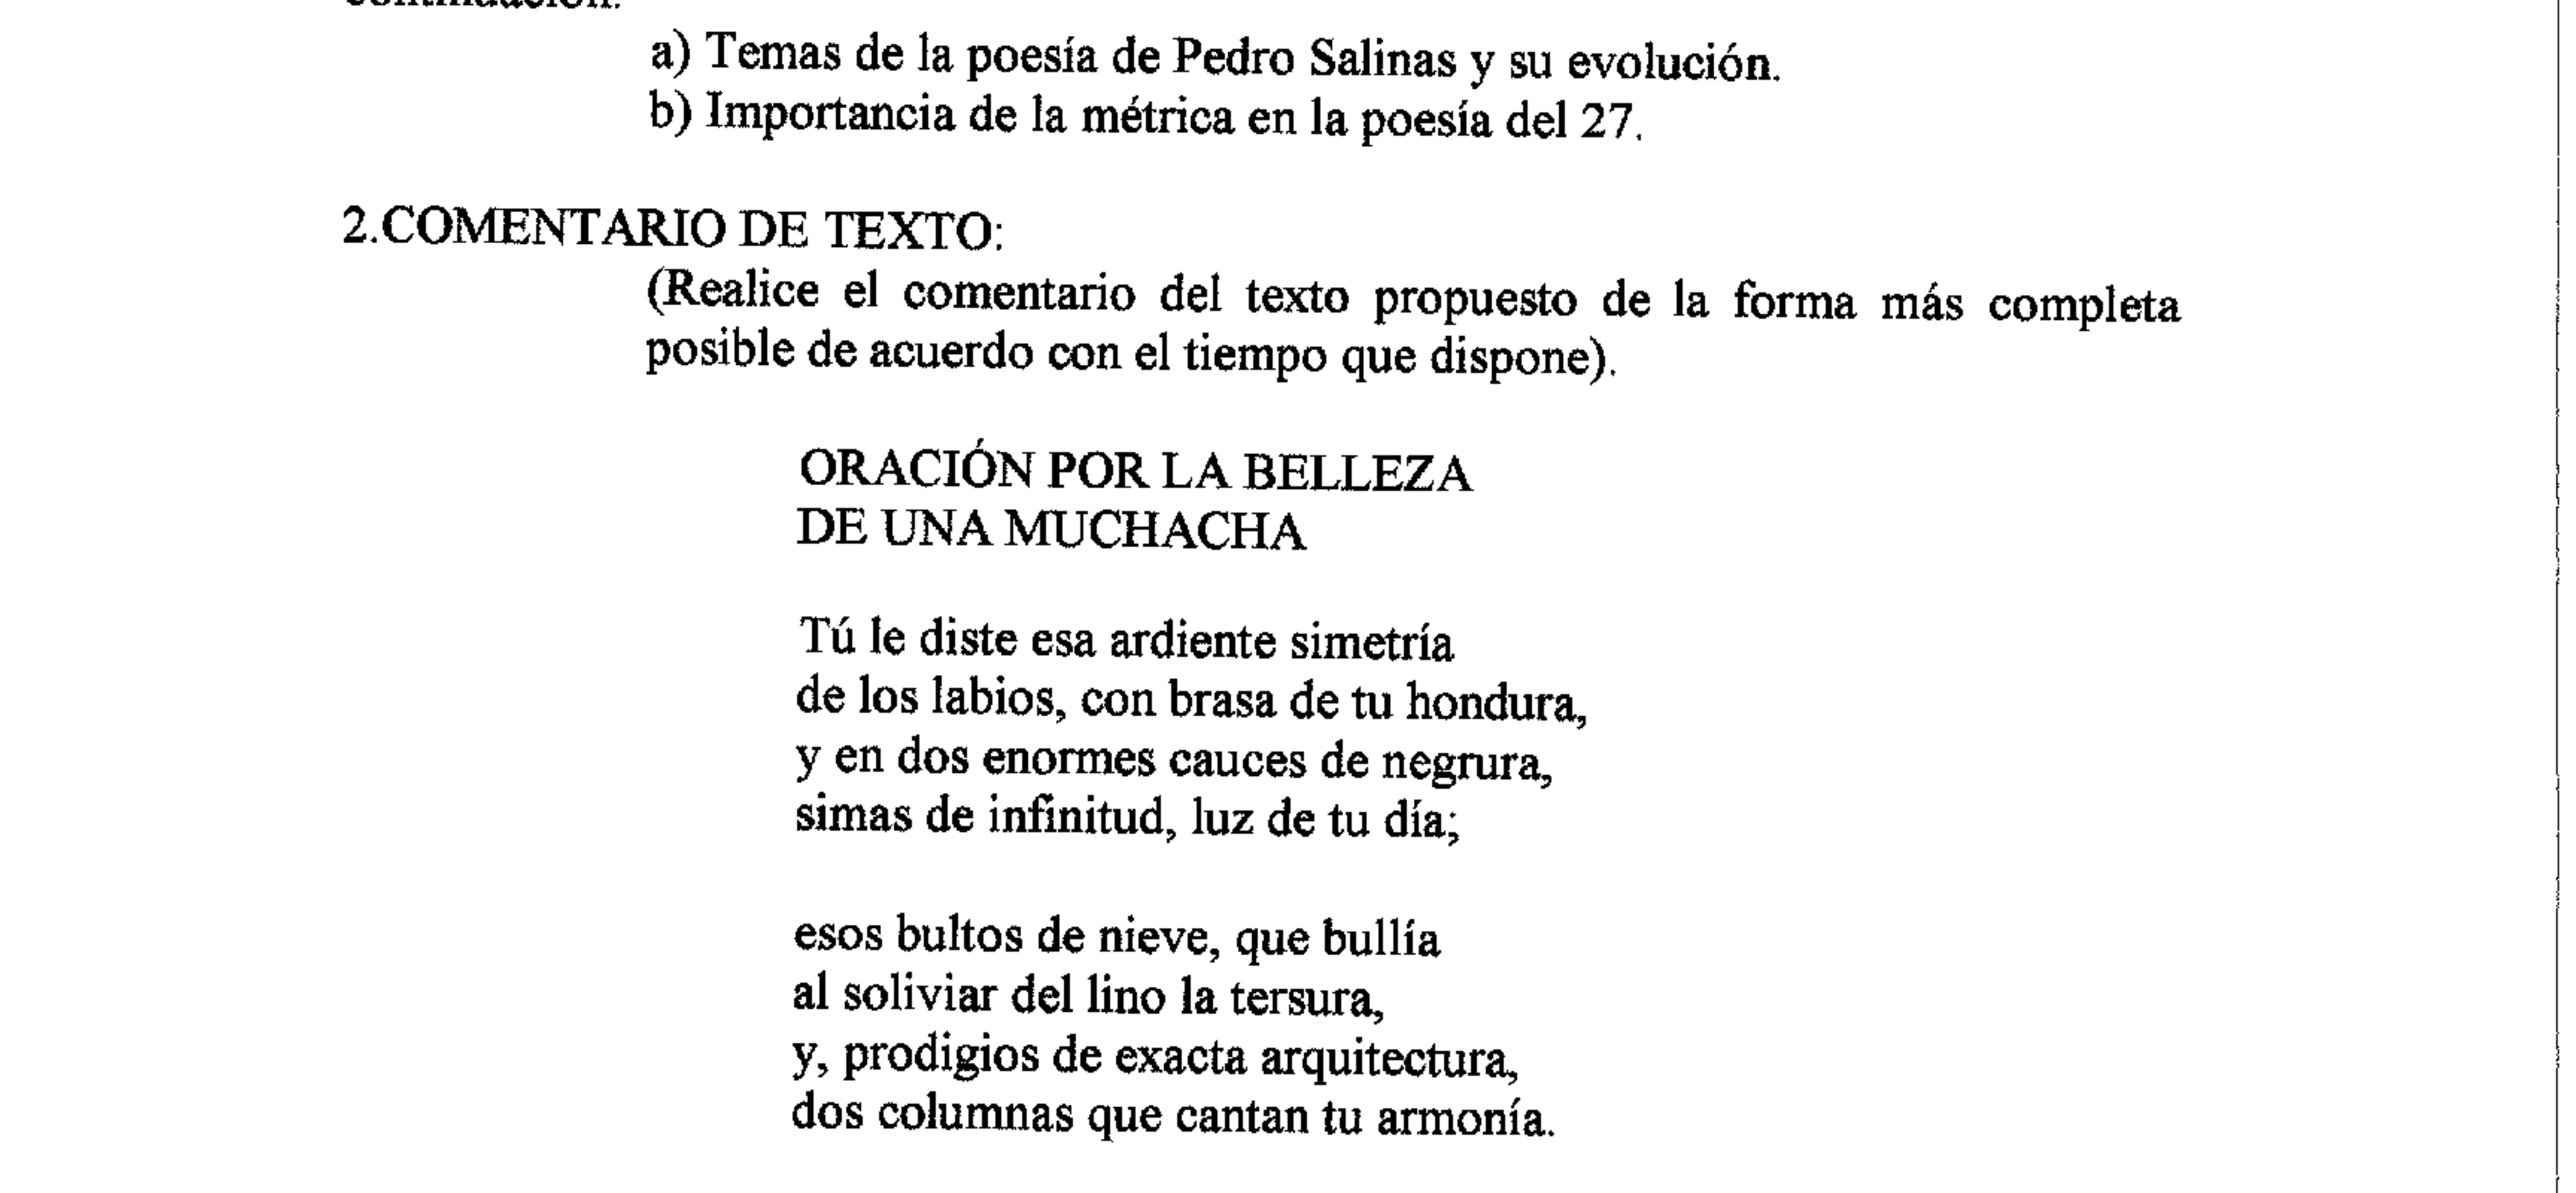 a) Temas de la poesía de Pedro Salinas y su evolución.
b) Importancia de la métrica en la poesía del 27.
2.COMENTARIO DE TEXTO:
(Realice el comentario del texto propuesto de la forma más completa
posible de acuerdo con el tiempo que dispone).
ORACIÓN POR LA BELLEZA
DE UNA MUCHACHA
Tú le diste esa ardiente simetría
de los labios, con brasa de tu hondura,
y en dos enormes cauces de negrura,
simas de infinitud, luz de tu día;
esos bultos de nieve, que bullía
al soliviar del lino la tersura,
y, prodigios de exacta arquitectura,
dos columnas que cantan tu armonía.